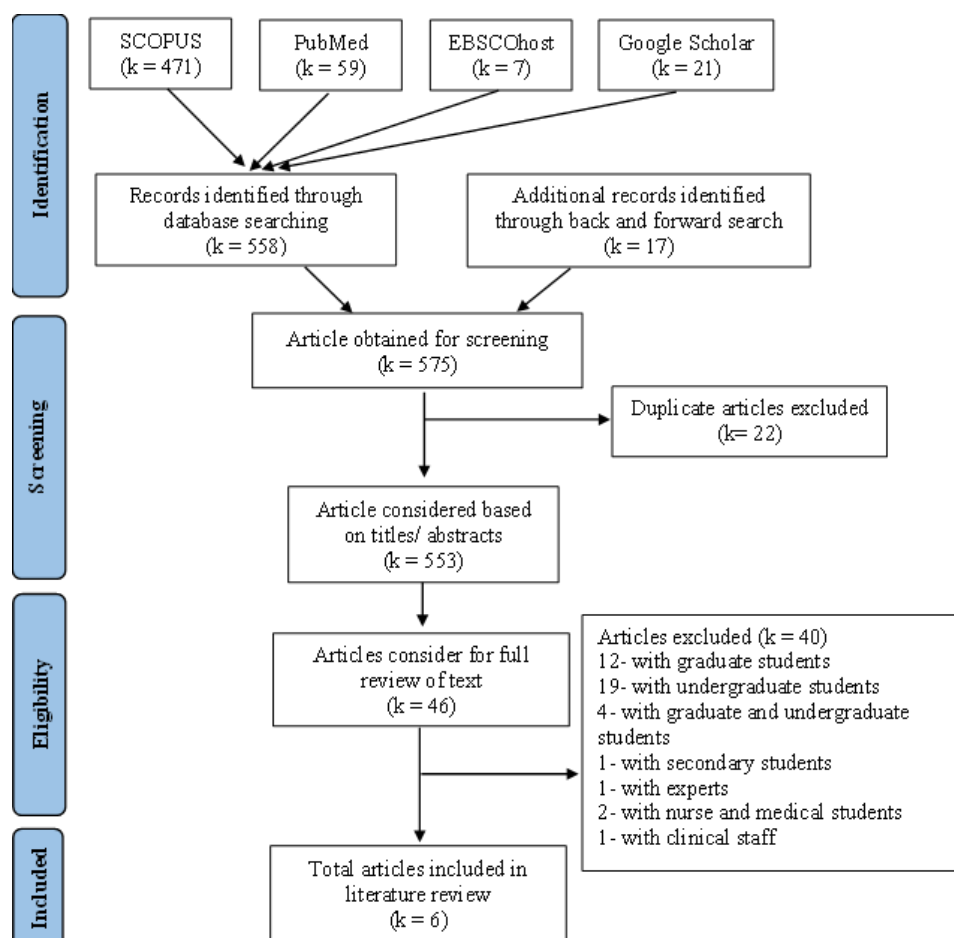 Identification
SCOPUS
(k = 471)
PubMed
(k = 59)
EBSCOhost
(k = 7)
Google Scholar
(k = 21)
Records identified through
database searching
(k = 558)
Additional records identified
through back and forward search
(k = 17)
Screening
Article obtained for screening
(k = 575)
Duplicate articles excluded
(k= 22)
Article considered based
on titles/ abstracts
(k = 553)
Eligibility
Articles consider for full
review of text
(k = 46)
Articles excluded (k = 40)
12- with graduate students
19- with undergraduate students
4- with graduate and undergraduate
students
1- with secondary students
1- with experts
2- with nurse and medical students
1- with clinical staff
Included
Total articles included in
literature review
(k = 6)